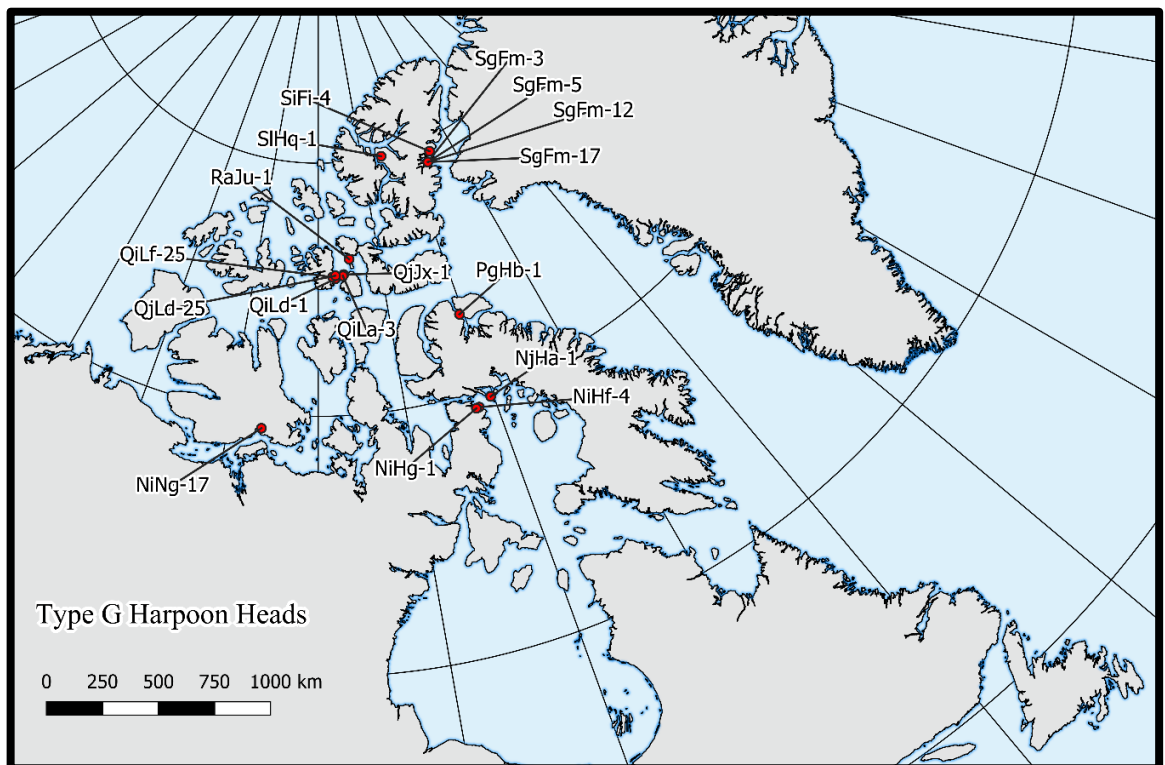 SgFm-3
SgFm-5
SiFi-4
SgFm-12
SlHq-1
SgFm-17
RaJu-1
QiLf-25
QjJx-1
PgHb-1
QjLd-25
QiLd-1
QiLa-3
NjHa-1
NiHf-4
NiHg-1
NiNg-17
Type G Harpoon Heads
0 250 500 750 1000 km